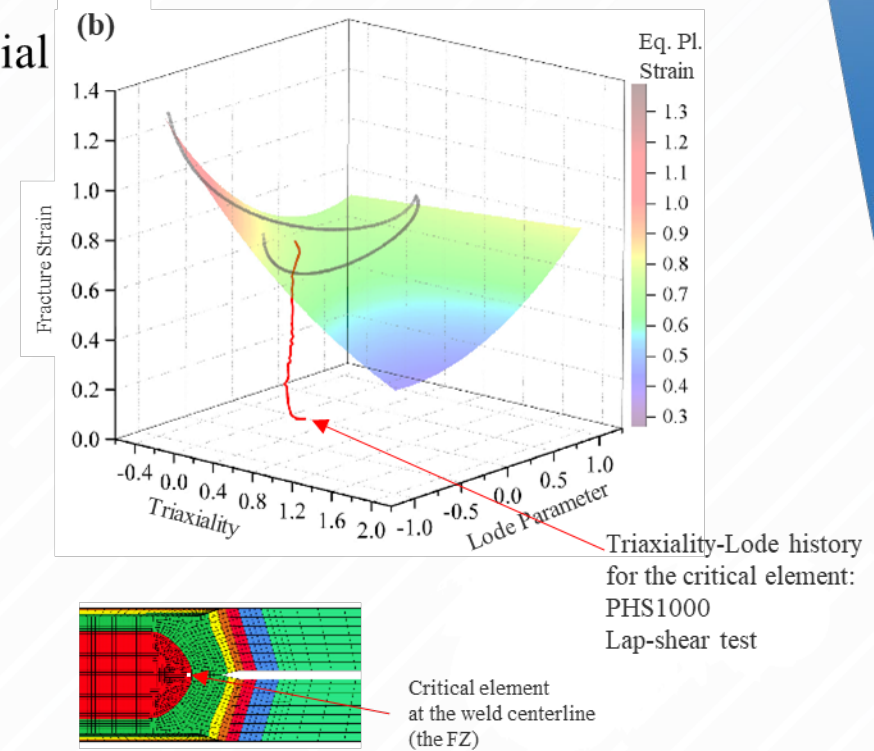 ial
(b)
Eq. Pl.
Strain
1.4
1.2
1.0
0.8
0.6
0.4
0.2
0.0
Fracture Strain
1.3
1.2
1.1
1.0
0.9
0.8
0.7
0.6
0.5
0.4
0.3
-0.4 0.0 0.4 0.8 1.2 1.6 2.0
Triaxiality
-1.0 -0.5 0.0 0.5 1.0
Lode Parameter
Triaxiality-Lode history
for the critical element:
PHS1000
Lap-shear test
Critical element
at the weld centerline
(the FZ)